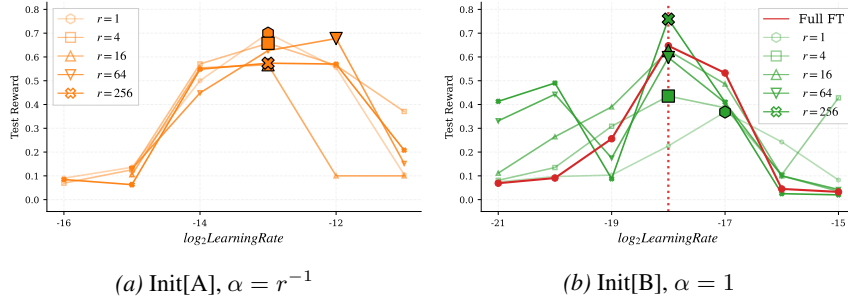 0.8
0.7
0.6
0.5
0.4
0.3
0.2
0.1
0.0
Test Reward
r = 1
r = 4
r = 16
r = 64
r = 256
-16
-14
-12
log₂LearningRate
(a) Init[A], α = r⁻¹
0.8
0.7
0.6
0.5
0.4
0.3
0.2
0.1
0.0
Test Reward
Full FT
r = 1
r = 4
r = 16
r = 64
r = 256
-21
-19
-17
-15
log₂LearningRate
(b) Init[B], α = 1